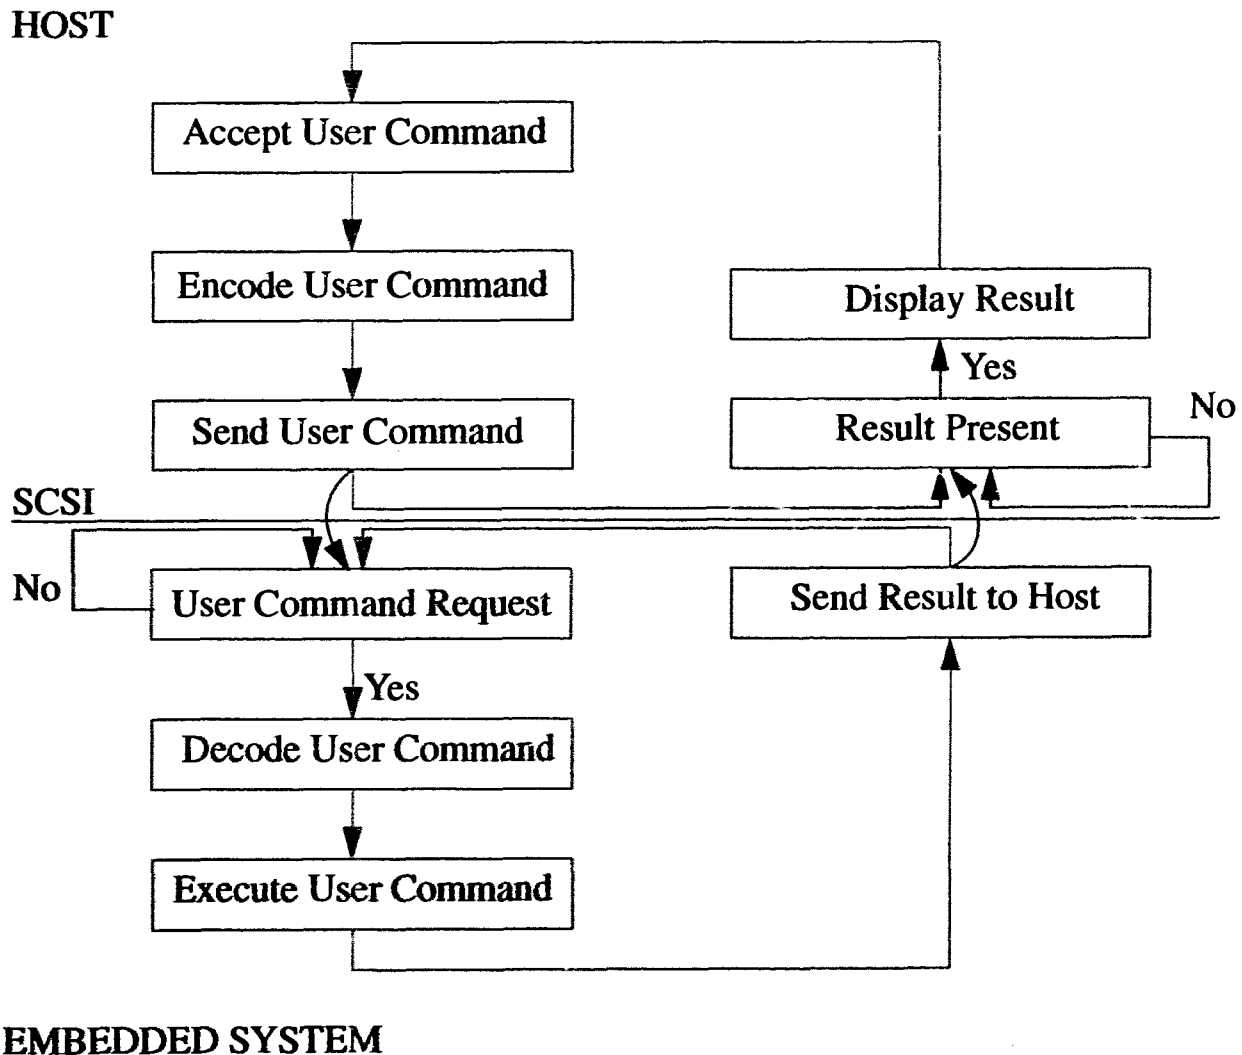 HOST
Accept User Command
Encode User Command
Display Result
Yes
Send User Command
Result Present
No
SCSI
No
User Command Request
Send Result to Host
Yes
Decode User Command
Execute User Command
EMBEDDED SYSTEM